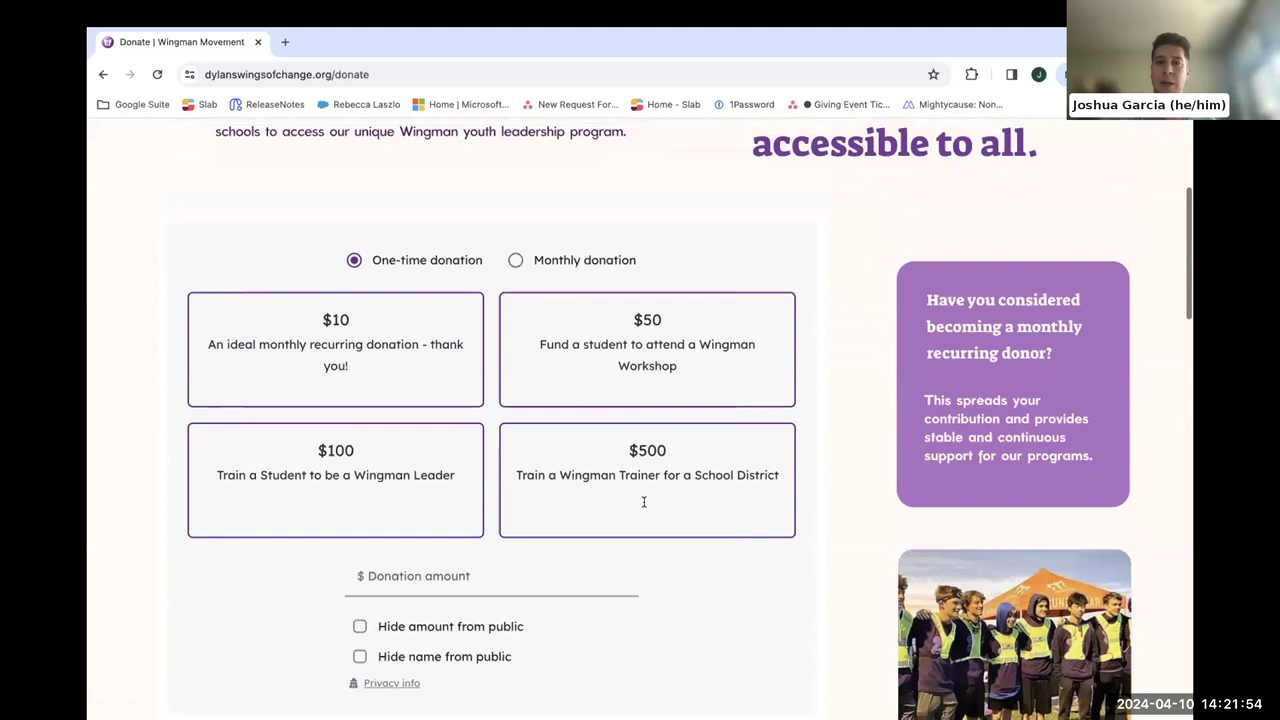 Donate | Wingman Movement
dylanswingsofchange.org/donate
Joshua Garcia (he/him)
Google Suite
Slab
ReleaseNotes
Rebecca Laszlo
Home | Microsoft...
New Request For...
Home - Slab
1Password
Giving Event Tic...
Mightycause: Non...
schools to access our unique Wingman youth leadership program.
accessible to all.
One-time donation
Monthly donation
$10
An ideal monthly recurring donation - thank
you!
$50
Fund a student to attend a Wingman
Workshop
$100
Train a Student to be a Wingman Leader
$500
Train a Wingman Trainer for a School District
$ Donation amount
Hide amount from public
Hide name from public
Privacy info
Have you considered
becoming a monthly
recurring donor?
This spreads your
contribution and provides
stable and continuous
support for our programs.
2024-04-10 14:21:54